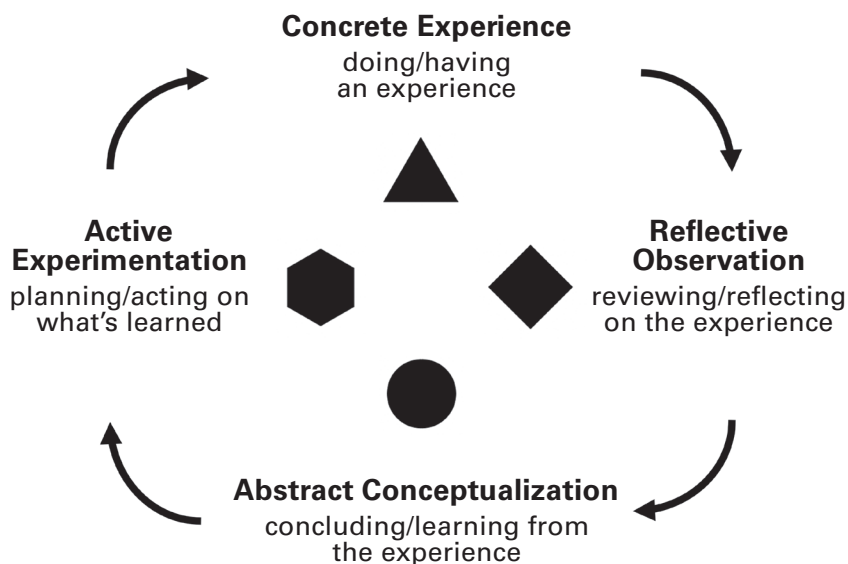 Concrete Experience
doing/having
an experience
Active
Experimentation
planning/acting on
what's learned
Reflective
Observation
reviewing/reflecting
on the experience
Abstract Conceptualization
concluding/learning from
the experience